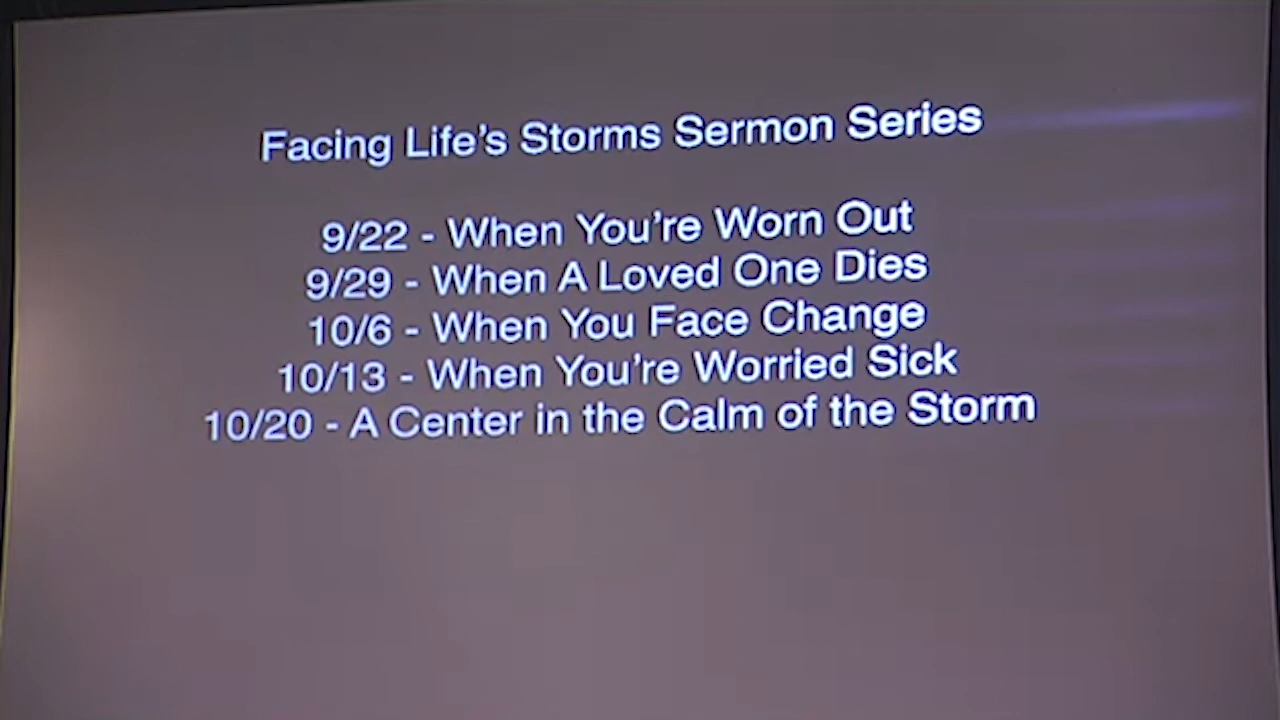 Facing Life’s Storms Sermon Series
9/22 - When You’re Worn Out
9/29 - When A Loved One Dies
10/6 - When You Face Change
10/13 - When You’re Worried Sick
10/20 - A Center in the Calm of the Storm